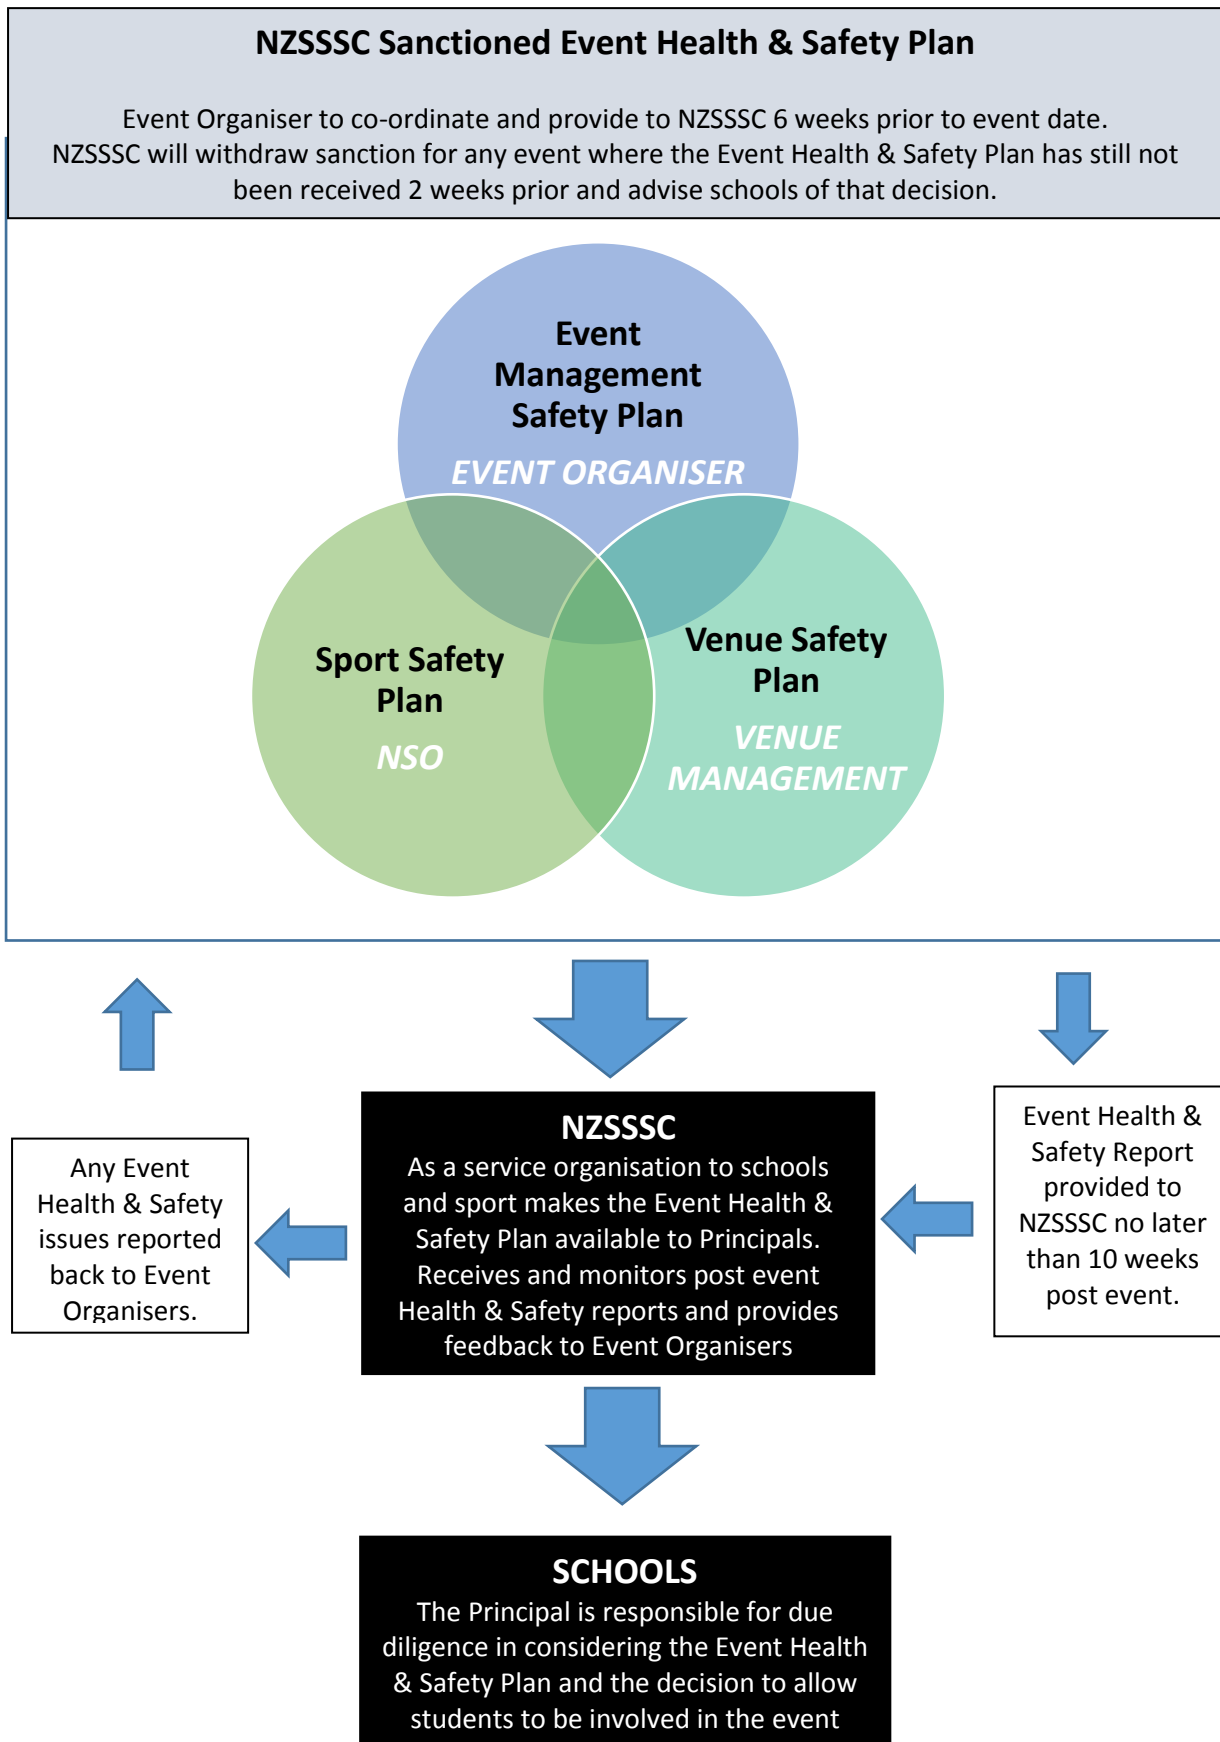 NZSSSC Sanctioned Event Health & Safety Plan
Event Organiser to co-ordinate and provide to NZSSSC 6 weeks prior to event date.
NZSSSC will withdraw sanction for any event where the Event Health & Safety Plan has still not
been received 2 weeks prior and advise schools of that decision.
Event
Management
Safety Plan
EVENT ORGANISER
Sport Safety
Plan
NSO
Venue Safety
Plan
VENUE
MANAGEMENT
Any Event
Health & Safety
issues reported
back to Event
Organisers.
NZSSSC
As a service organisation to schools
and sport makes the Event Health &
Safety Plan available to Principals.
Receives and monitors post event
Health & Safety reports and provides
feedback to Event Organisers
Event Health &
Safety Report
provided to
NZSSSC no later
than 10 weeks
post event.
SCHOOLS
The Principal is responsible for due
diligence in considering the Event Health
& Safety Plan and the decision to allow
students to be involved in the event